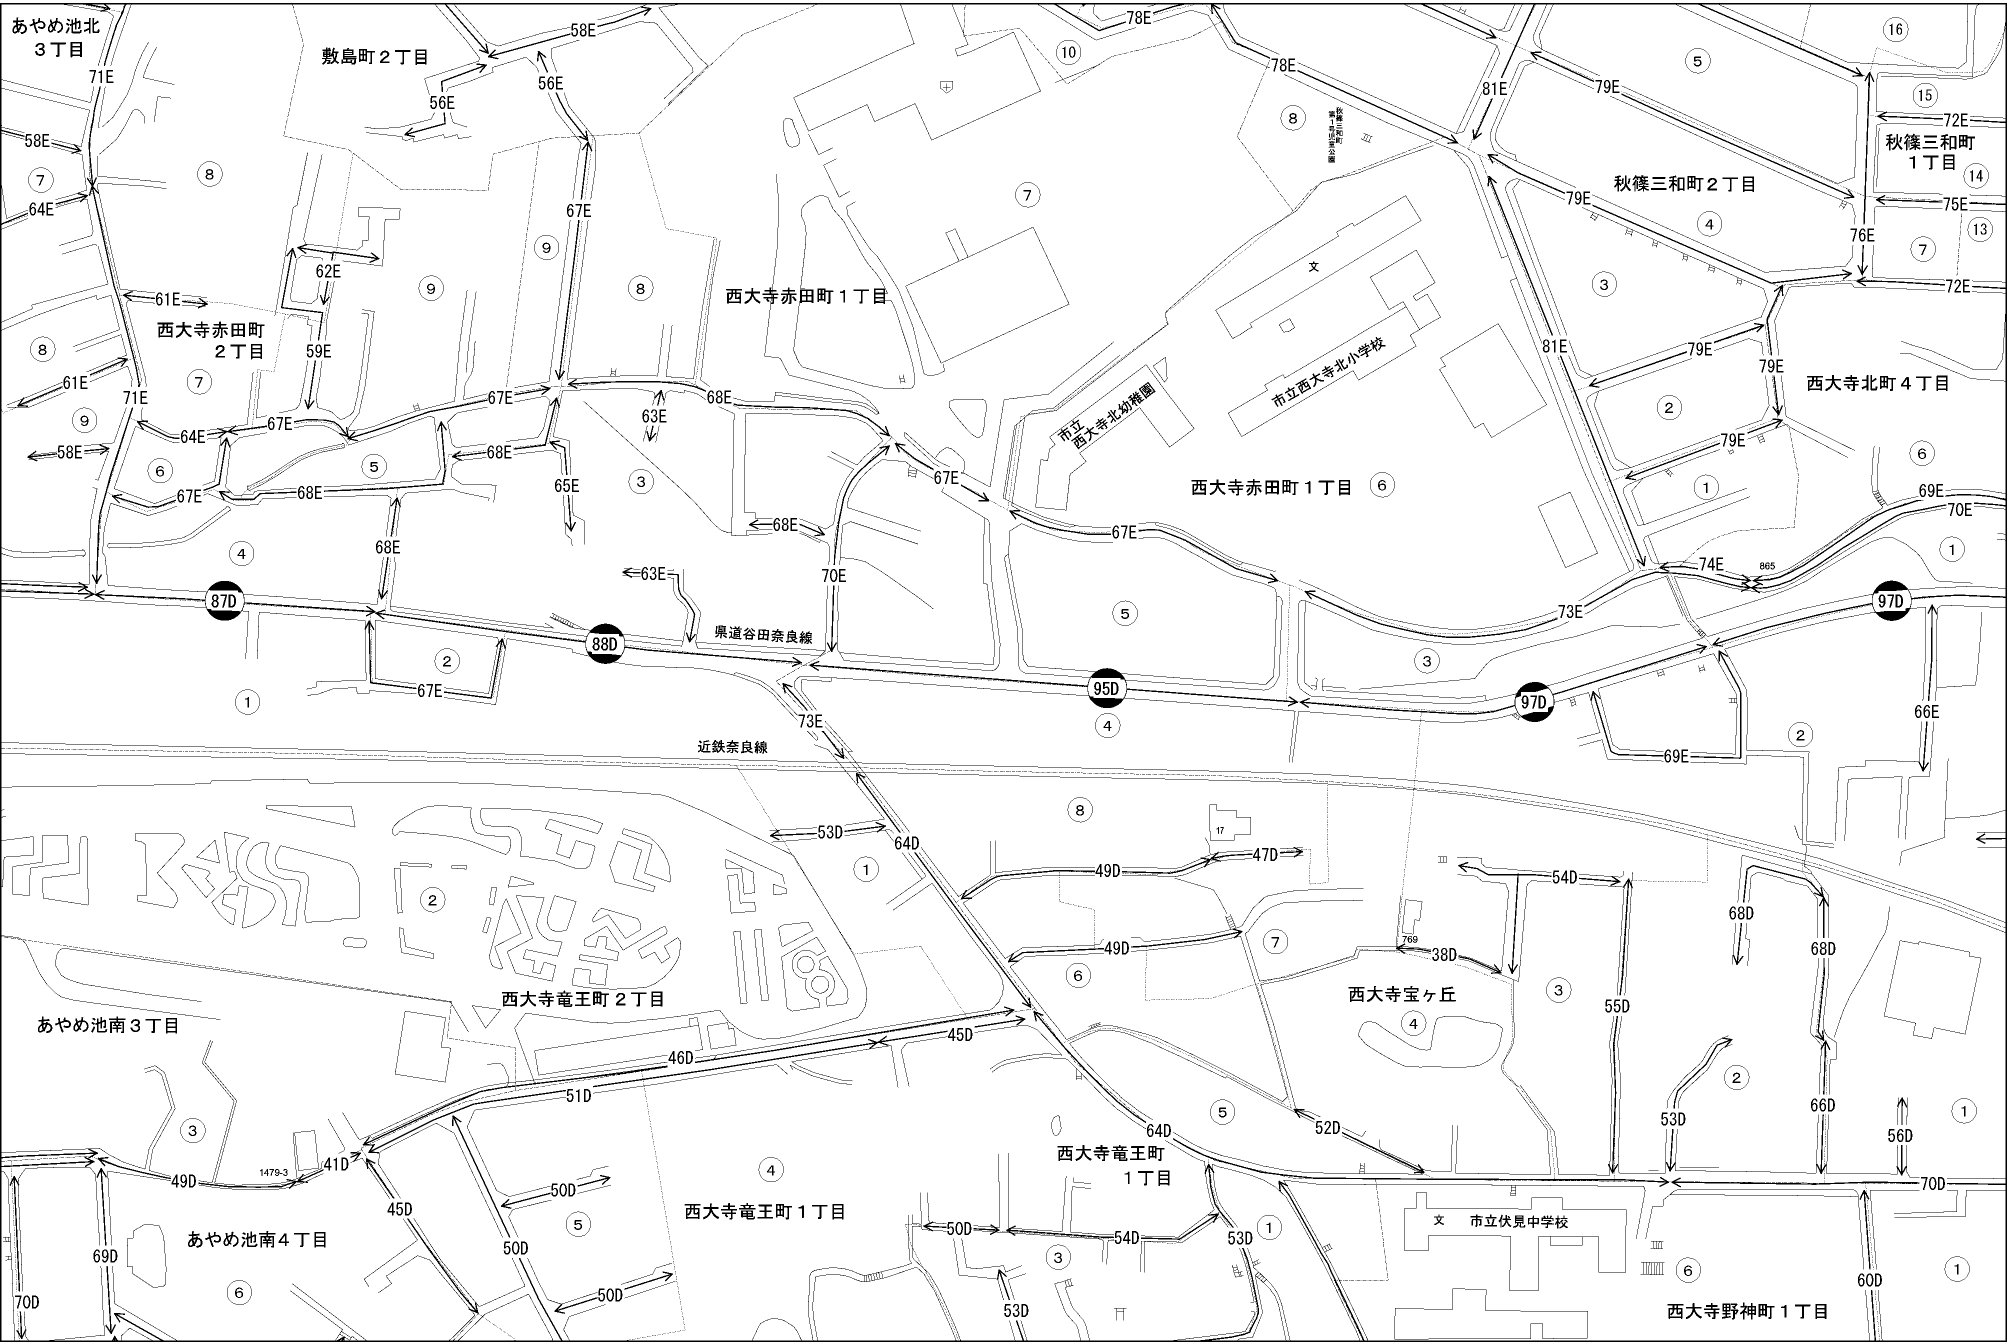 あやめ池北
3丁目
71E
58E
7
64E
敷島町2丁目
58E
56E
56E
8
78E
10
78E
8
秋篠三和町
第1号児童公園
81E
5
79E
16
15
72E
秋篠三和町
1丁目
14
75E
13
7
76E
72E
秋篠三和町2丁目
79E
4
3
67E
9
7
62E
9
8
西大寺赤田町1丁目
61E
西大寺赤田町
2丁目
59E
8
61E
7
71E
9
58E
64E
67E
67E
68E
63E
6
67E
5
68E
68E
65E
3
67E
文
市立西大寺北小学校
市立
西大寺北幼稚園
81E
79E
79E
西大寺北町4丁目
2
79E
西大寺赤田町1丁目
6
1
6
69E
70E
1
4
68E
68E
67E
70E
63E
74E
865
73E
5
87D
88D
県道谷田奈良線
95D
97D
97D
3
2
67E
1
73E
4
69E
66E
2
近鉄奈良線
8
17
53D
64D
1
49D
47D
54D
68D
2
49D
7
6
769
38D
55D
68D
西大寺宝ヶ丘
4
3
西大寺竜王町2丁目
あやめ池南3丁目
46D
45D
51D
3
1479-3
41D
49D
2
53D
66D
56D
1
5
52D
64D
西大寺竜王町
1丁目
70D
4
50D
5
45D
西大寺竜王町1丁目
50D
50D
あやめ池南4丁目
69D
6
70D
50D
54D
53D
3
53D
1
文
市立伏見中学校
6
60D
1
西大寺野神町1丁目